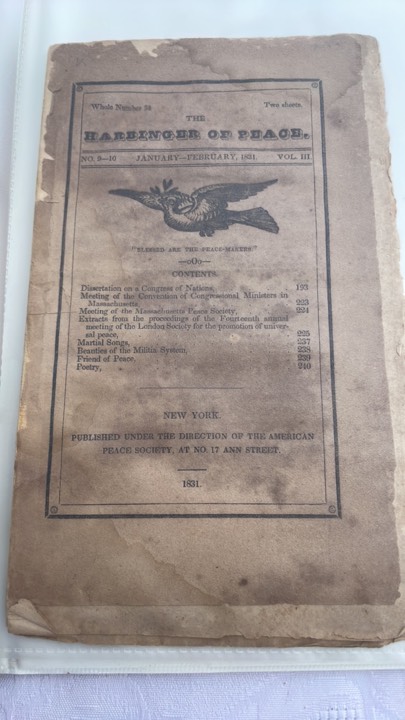 Whole Number 34
Two sheets.
THE
HARBINGER OF PEACE.
NO. 9—10 JANUARY—FEBRUARY, 1831. VOL. III.
"BLESSED ARE THE PEACE-MAKERS."
—o0o—
CONTENTS.
Dissertation on a Congress of Nations, 193
Meeting of the Convention of Congregational Ministers in
Massachusetts, 223
Meeting of the Massachusetts Peace Society, 224
Extracts from the proceedings of the Fourteenth annual
meeting of the London Society for the promotion of univer-
sal peace, 225
Martial Songs, 237
Beauties of the Militia System, 238
Friend of Peace, 239
Poetry, 240
NEW YORK.
PUBLISHED UNDER THE DIRECTION OF THE AMERICAN
PEACE SOCIETY, AT NO. 17 ANN STREET.
1831.